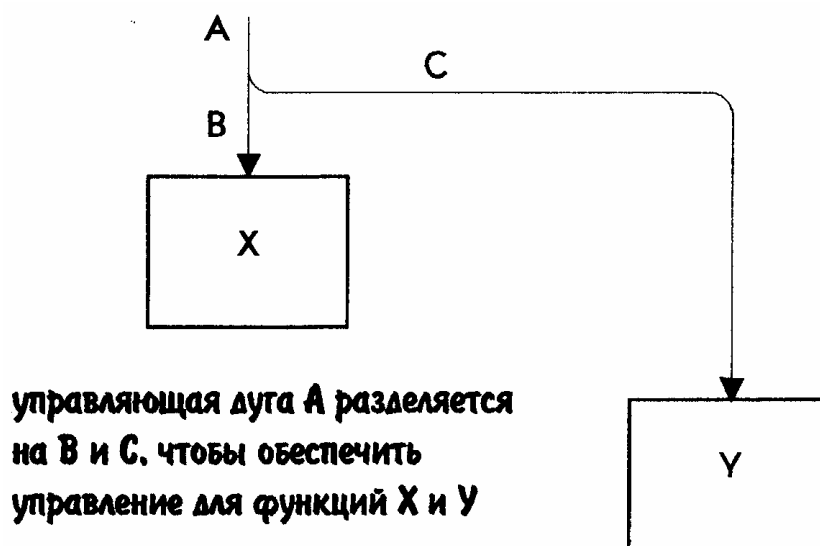 A
C
B
X
управляющая дуга А разделяется
на В и С, чтобы обеспечить
управление для функций Х и У
Y